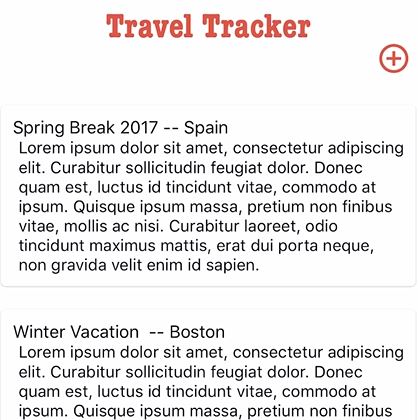 Travel Tracker
Spring Break 2017 -- Spain
Lorem ipsum dolor sit amet, consectetur adipiscing
elit. Curabitur sollicitudin feugiat dolor. Donec
quam est, luctus id tincidunt vitae, commodo at
ipsum. Quisque ipsum massa, pretium non finibus
vitae, mollis ac nisi. Curabitur laoreet, odio
tincidunt maximus mattis, erat dui porta neque,
non gravida velit enim id sapien.
Winter Vacation  -- Boston
Lorem ipsum dolor sit amet, consectetur adipiscing
elit. Curabitur sollicitudin feugiat dolor. Donec
quam est, luctus id tincidunt vitae, commodo at
ipsum. Quisque ipsum massa, pretium non finibus